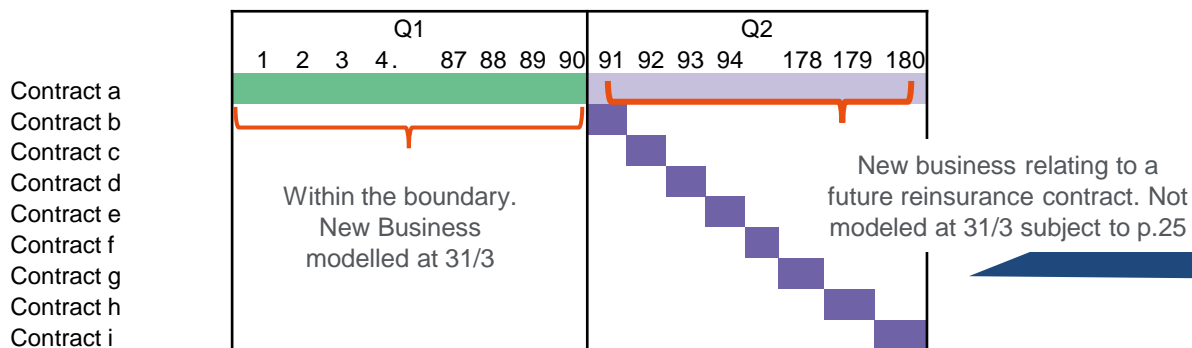 Q1 Q2
1 2 3 4. 87 88 89 90 91 92 93 94 178 179 180
Contract a
Contract b
Contract c
Contract d
Contract e
Contract f
Contract g
Contract h
Contract i
Within the boundary.
New Business
modelled at 31/3
New business relating to a
future reinsurance contract. Not
modeled at 31/3 subject to p.25